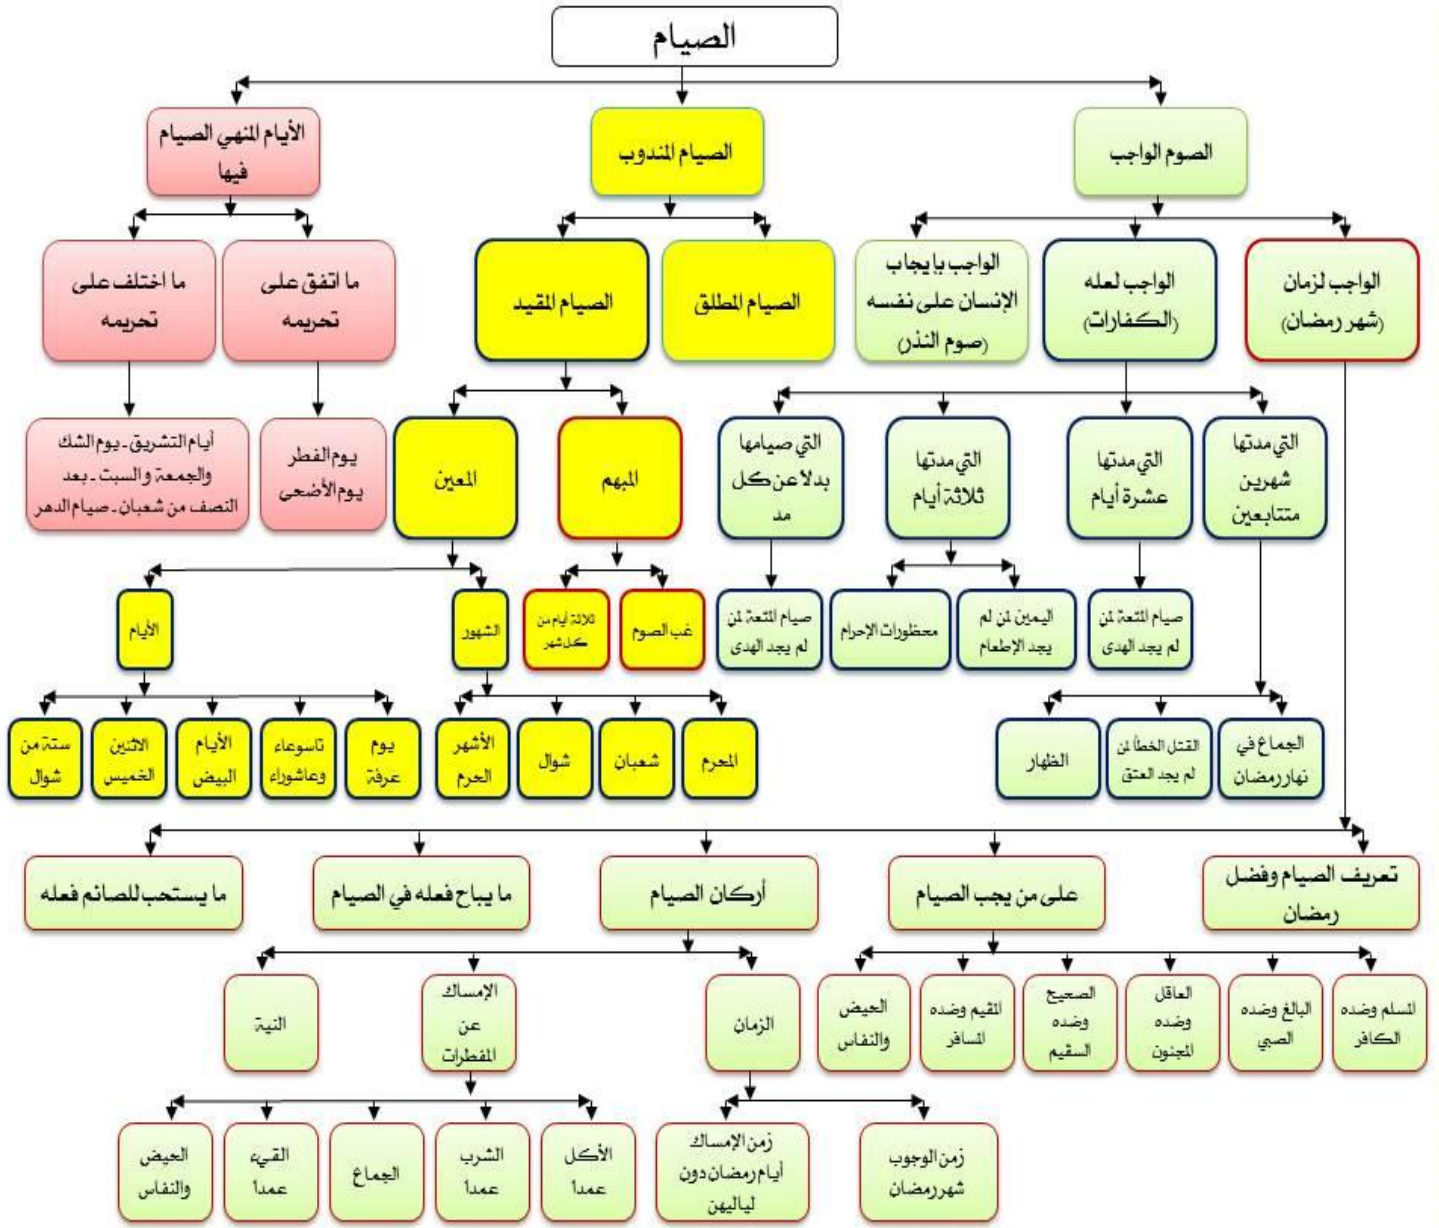 الصيام
الصوم الواجب
الصيام المندوب
الأيام المنهي الصيام
فيها
الواجب لزمان
(شهر رمضان)
الواجب لعله
(الكفارات)
الواجب بإيجاب
الإنسان على نفسه
(صوم النذر)
الصيام المطلق
الصيام المقيد
ما اتفق على
تحريمه
ما اختلف على
تحريمه
التي مدتها
شهرين
متتابعين
التي مدتها
عشرة أيام
التي مدتها
ثلاثة أيام
التي صيامها
بدلا عن كل
مد
المبهم
المعين
يوم الفطر
يوم الأضحى
أيام التشريق ـ يوم الشك
والجمعة والسبت ـ بعد
النصف من شعبان ـ صيام الدهر
صيام المتعة لمن
لم يجد الهدى
اليمين لمن لم
يجد الإطعام
محظورات الإحرام
صيام المتعة لمن
لم يجد الهدى
غب الصوم
ثلاثة أيام من
كل شهر
الشهور
الأيام
الجماع في
نهار رمضان
القتل الخطأ لمن
لم يجد العتق
الظهار
المحرم
شعبان
شوال
الأشهر
الحرم
يوم
عرفة
تاسوعاء
وعاشوراء
الأيام
البيض
الاثنين
الخميس
ستة من
شوال
تعريف الصيام وفضل
رمضان
على من يجب الصيام
أركان الصيام
ما يباح فعله في الصيام
ما يستحب للصائم فعله
المسلم وضده
الكافر
البالغ وضده
الصبي
العاقل
وضده
المجنون
الصحيح
وضده
السقيم
المقيم وضده
المسافر
الحيض
والنفاس
الزمان
الإمساك
عن
المفطرات
النية
زمن الوجوب
شهر رمضان
زمن الإمساك
أيام رمضان دون
لياليهن
الأكل
عمدا
الشرب
عمدا
الجماع
القيء
عمدا
الحيض
والنفاس